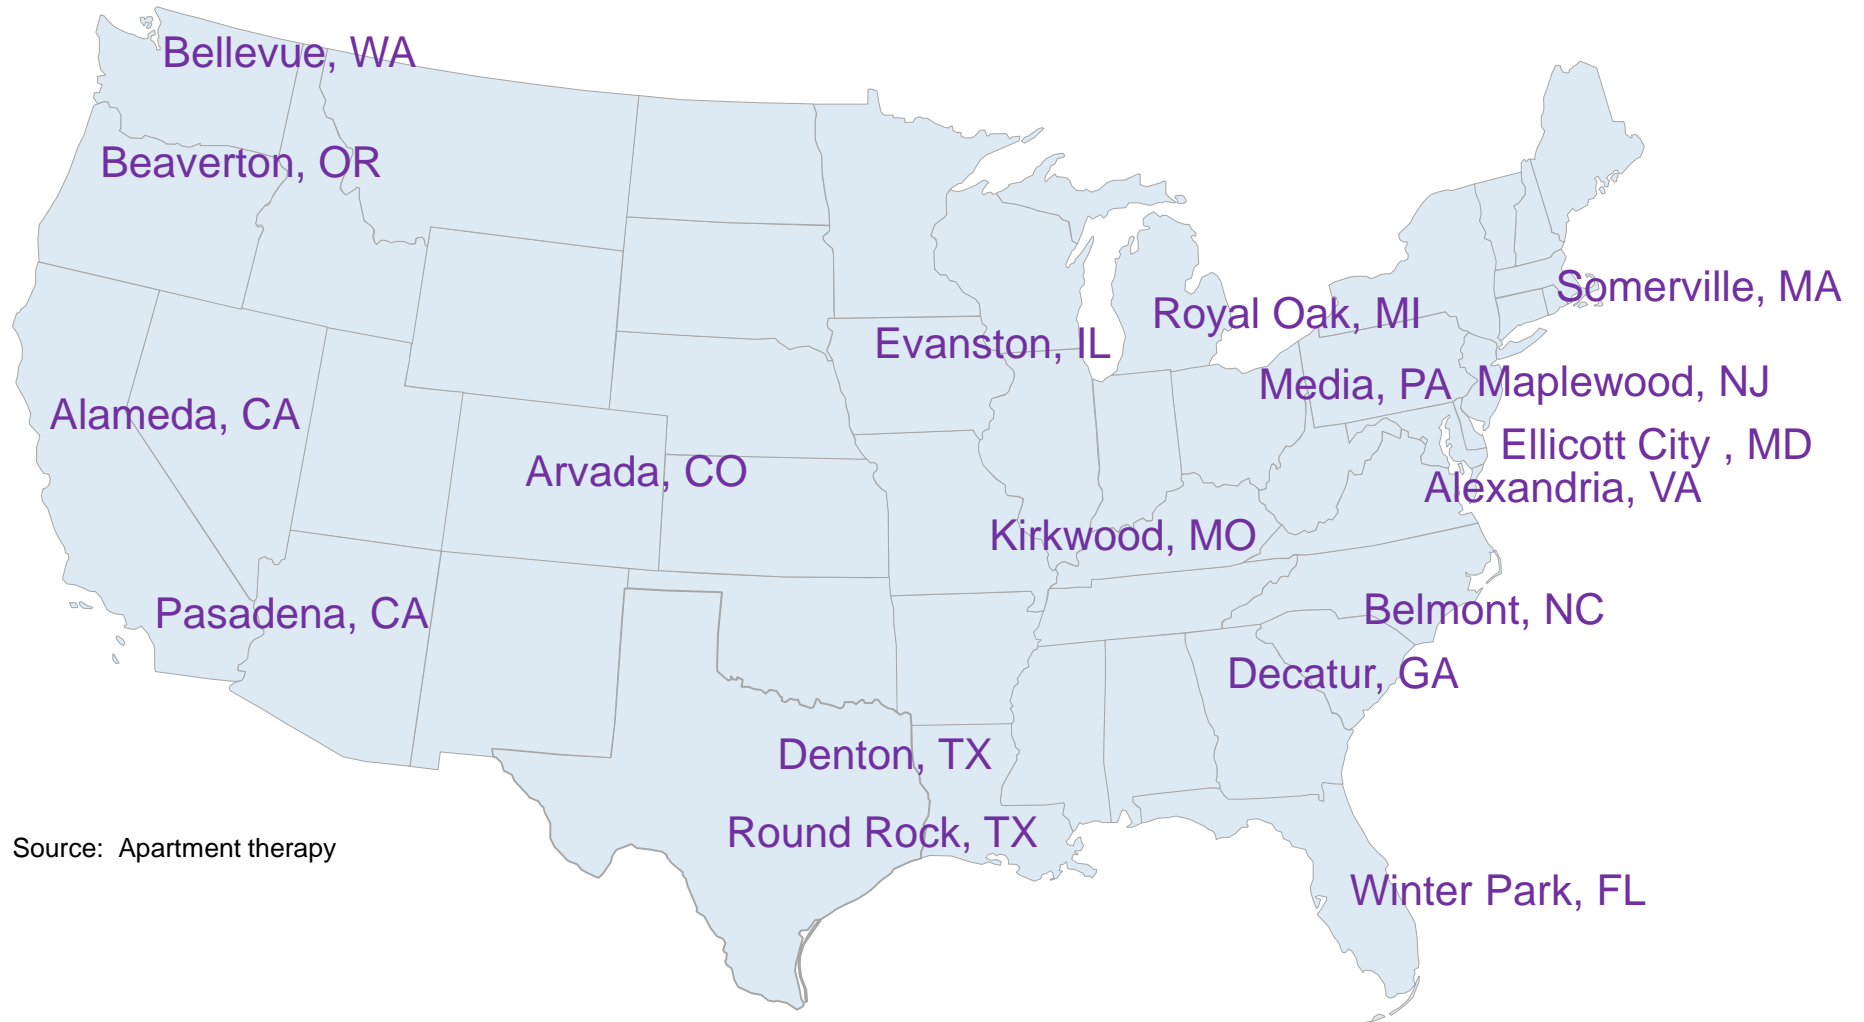 Bellevue, WA
Beaverton, OR
Somerville, MA
Royal Oak, MI
Evanston, IL
Media, PA
Maplewood, NJ
Alameda, CA
Ellicott City , MD
Arvada, CO
Alexandria, VA
Kirkwood, MO
Pasadena, CA
Belmont, NC
Decatur, GA
Denton, TX
Round Rock, TX
Source: Apartment therapy
Winter Park, FL